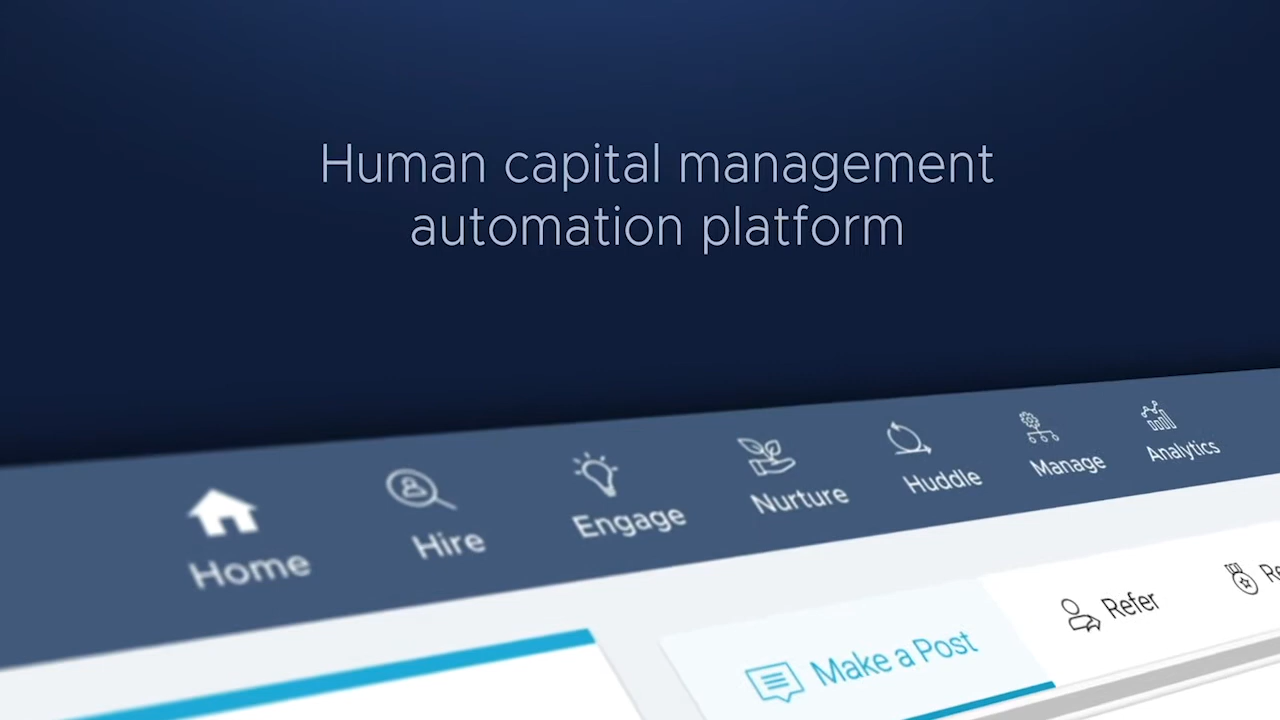 Human capital management
automation platform
Home
Hire
Engage
Nurture
Huddle
Manage
Analytics
Make a Post
Refer